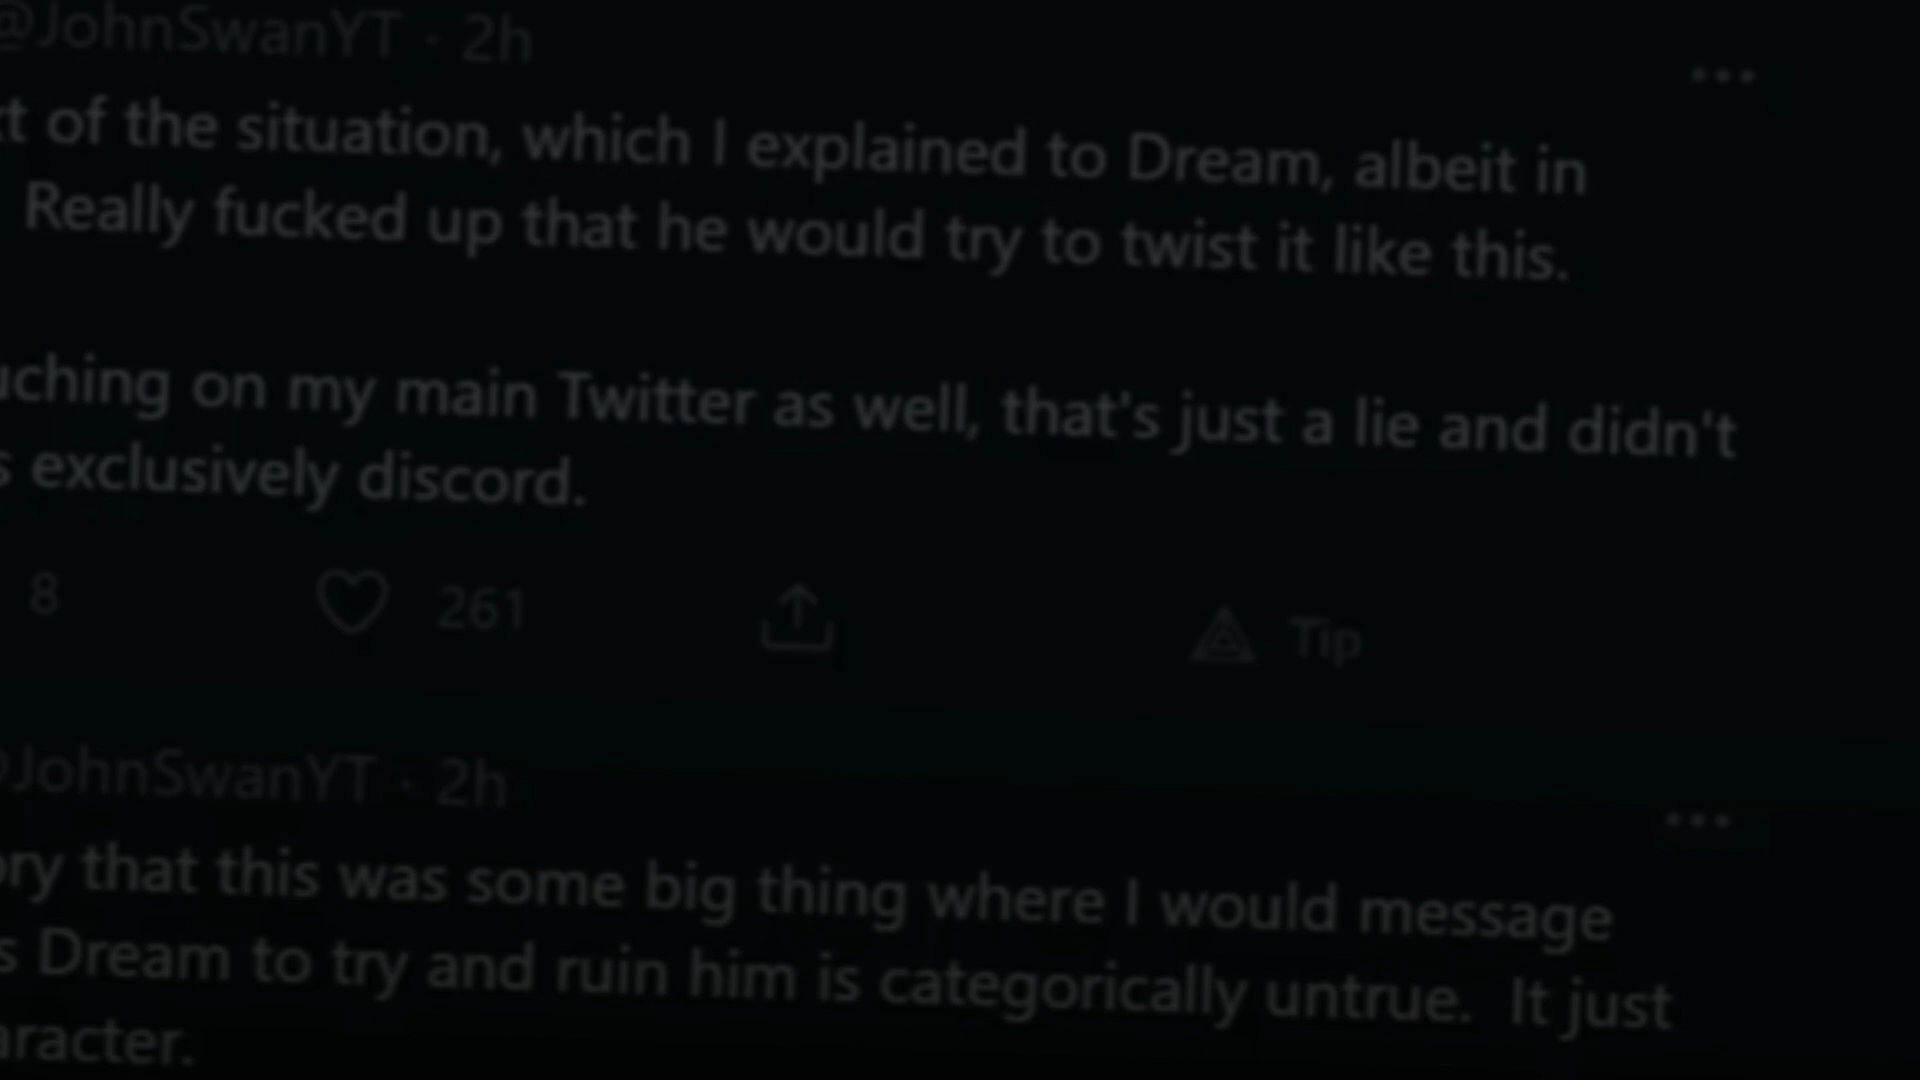 @JohnSwanYT · 2h
of the situation, which I explained to Dream, albeit in
Really fucked up that he would try to twist it like this.
on my main Twitter as well, that's just a lie and didn't
exclusively discord.
8 261 Tip
@JohnSwanYT · 2h
that this was some big thing where I would message
Dream to try and ruin him is categorically untrue. It just